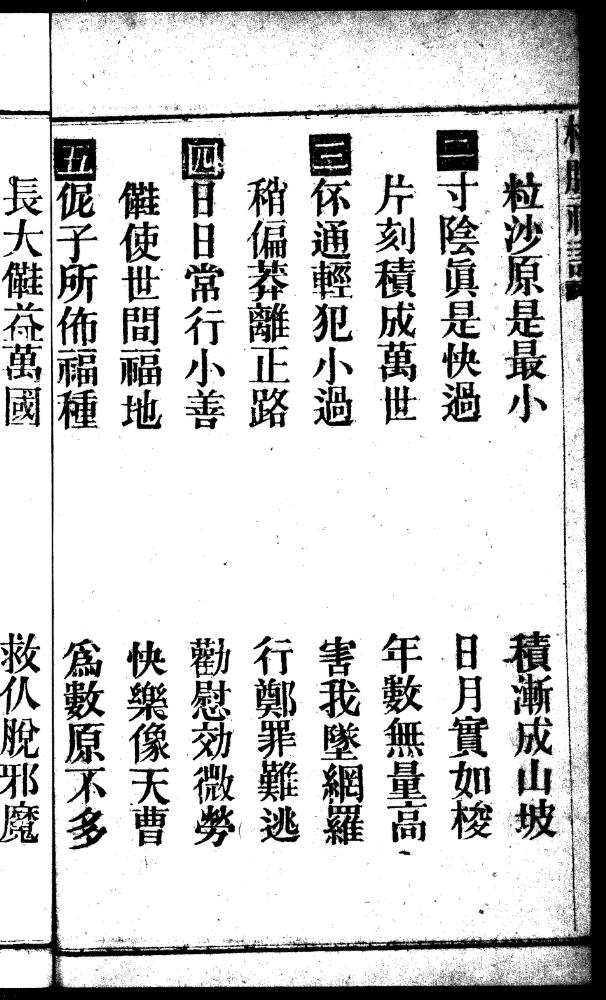 粒沙原是最小 積漸成山坡
二 寸陰眞是快過 日月實如梭
片刻積成萬世 年數無量高
三 伓通輕犯小過 害我墜網羅
稍偏莽離正路 行鄭罪難逃
四 日日常行小善 勸慰効微勞
使世間福地 快樂像天曹
五 伲子所佈福種 爲數原不多
長大益萬國 救仈脫邪魔